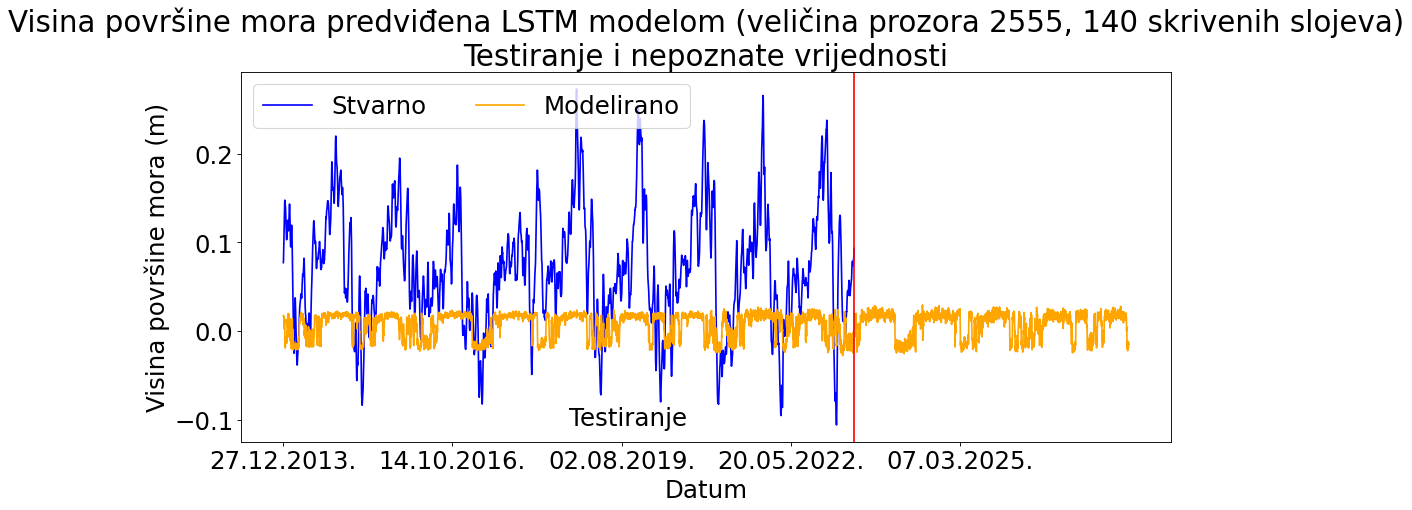 Visina površine mora predviđena LSTM modelom (veličina prozora 2555, 140 skrivenih slojeva)
Testiranje i nepoznate vrijednosti
Stvarno
Modelirano
Visina površine mora (m)
0.2
0.1
0.0
−0.1
Testiranje
27.12.2013.
14.10.2016.
02.08.2019.
20.05.2022.
07.03.2025.
Datum